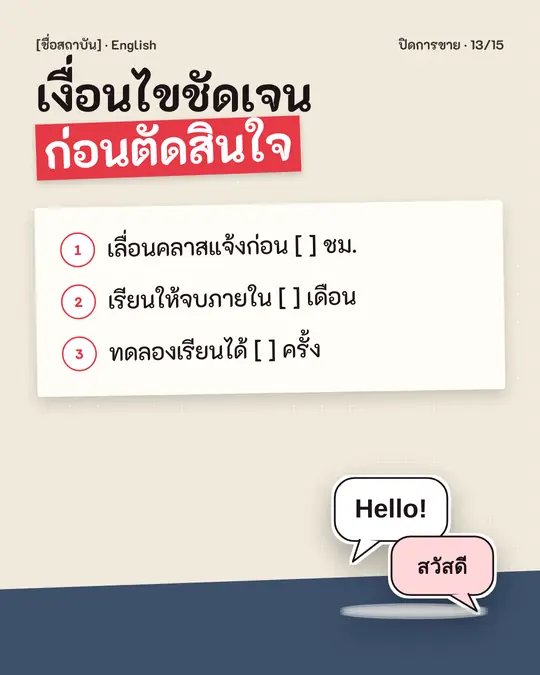 [ชื่อสถาบัน] · English
ปิดการขาย · 13/15
เงื่อนไขชัดเจน
ก่อนตัดสินใจ
1 เลื่อนคลาสแจ้งก่อน [ ] ชม.
2 เรียนให้จบภายใน [ ] เดือน
3 ทดลองเรียนได้ [ ] ครั้ง
Hello!
สวัสดี